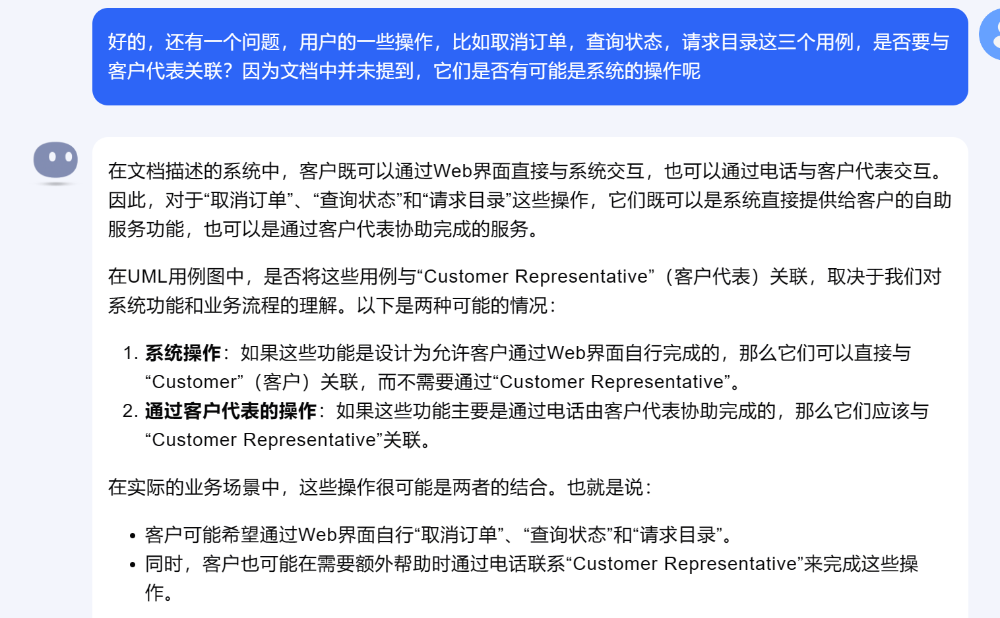 好的，还有一个问题，用户的一些操作，比如取消订单，查询状态，请求目录这三个用例，是否要与
客户代表关联？因为文档中并未提到，它们是否有可能是系统的操作呢
在文档描述的系统中，客户既可以通过Web界面直接与系统交互，也可以通过电话与客户代表交互。
因此，对于“取消订单”、“查询状态”和“请求目录”这些操作，它们既可以是系统直接提供给客户的自助
服务功能，也可以是通过客户代表协助完成的服务。
在UML用例图中，是否将这些用例与“Customer Representative”（客户代表）关联，取决于我们对
系统功能和业务流程的理解。以下是两种可能的情况：
1. 系统操作：如果这些功能是设计为允许客户通过Web界面自行完成的，那么它们可以直接与
“Customer”（客户）关联，而不需要通过“Customer Representative”。
2. 通过客户代表的操作：如果这些功能主要是通过电话由客户代表协助完成的，那么它们应该与
“Customer Representative”关联。
在实际的业务场景中，这些操作很可能是两者的结合。也就是说：
• 客户可能希望通过Web界面自行“取消订单”、“查询状态”和“请求目录”。
• 同时，客户也可能在需要额外帮助时通过电话联系“Customer Representative”来完成这些操
作。